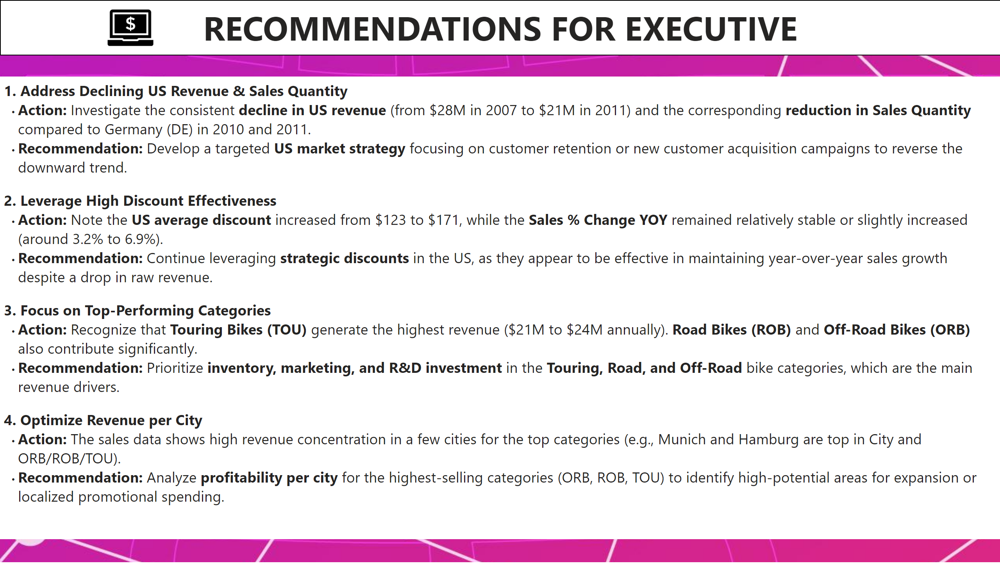 $
RECOMMENDATIONS FOR EXECUTIVE
1. Address Declining US Revenue & Sales Quantity
• Action: Investigate the consistent decline in US revenue (from $28M in 2007 to $21M in 2011) and the corresponding reduction in Sales Quantity
compared to Germany (DE) in 2010 and 2011.
• Recommendation: Develop a targeted US market strategy focusing on customer retention or new customer acquisition campaigns to reverse the
downward trend.
2. Leverage High Discount Effectiveness
• Action: Note the US average discount increased from $123 to $171, while the Sales % Change YOY remained relatively stable or slightly increased
(around 3.2% to 6.9%).
• Recommendation: Continue leveraging strategic discounts in the US, as they appear to be effective in maintaining year-over-year sales growth
despite a drop in raw revenue.
3. Focus on Top-Performing Categories
• Action: Recognize that Touring Bikes (TOU) generate the highest revenue ($21M to $24M annually). Road Bikes (ROB) and Off-Road Bikes (ORB)
also contribute significantly.
• Recommendation: Prioritize inventory, marketing, and R&D investment in the Touring, Road, and Off-Road bike categories, which are the main
revenue drivers.
4. Optimize Revenue per City
• Action: The sales data shows high revenue concentration in a few cities for the top categories (e.g., Munich and Hamburg are top in City and
ORB/ROB/TOU).
• Recommendation: Analyze profitability per city for the highest-selling categories (ORB, ROB, TOU) to identify high-potential areas for expansion or
localized promotional spending.